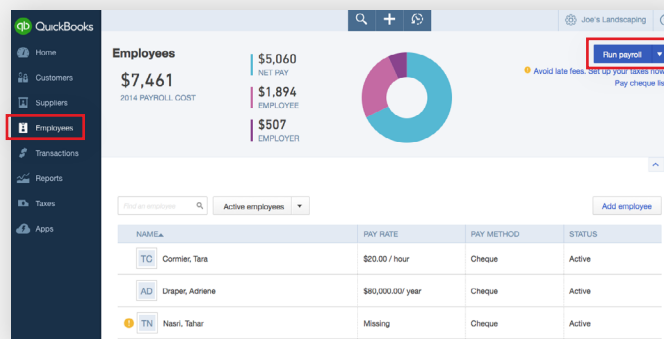 qb QuickBooks
Joe's Landscaping
Home
Customers
Suppliers
Employees
Transactions
Reports
Taxes
Apps
Employees
$7,461
2014 PAYROLL COST
$5,060
NET PAY
$1,894
EMPLOYEE
$507
EMPLOYER
Run payroll
Avoid late fees. Set up your taxes now
Pay cheque lis
Find an employee
Active employees
Add employee
NAME PAY RATE PAY METHOD STATUS
TC Cormier, Tara $20.00 / hour Cheque Active
AD Draper, Adriene $80,000.00/ year Cheque Active
! TN Nasri, Tahar Missing Cheque Active